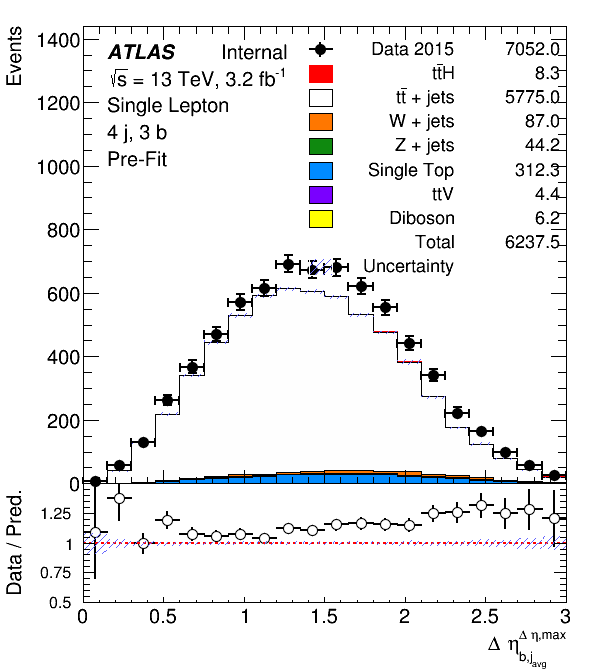 Events
1400
1200
1000
800
600
400
200
0
ATLAS Internal
√s = 13 TeV, 3.2 fb⁻¹
Single Lepton
4 j, 3 b
Pre-Fit
Data 2015 7052.0
tt̄H 8.3
tt̄ + jets 5775.0
W + jets 87.0
Z + jets 44.2
Single Top 312.3
ttV 4.4
Diboson 6.2
Total 6237.5
Uncertainty
Data / Pred.
1.25
1
0.75
0.5
0 0.5 1 1.5 2 2.5 3
Δ η_{b,j_{avg}}^{Δ η,max}